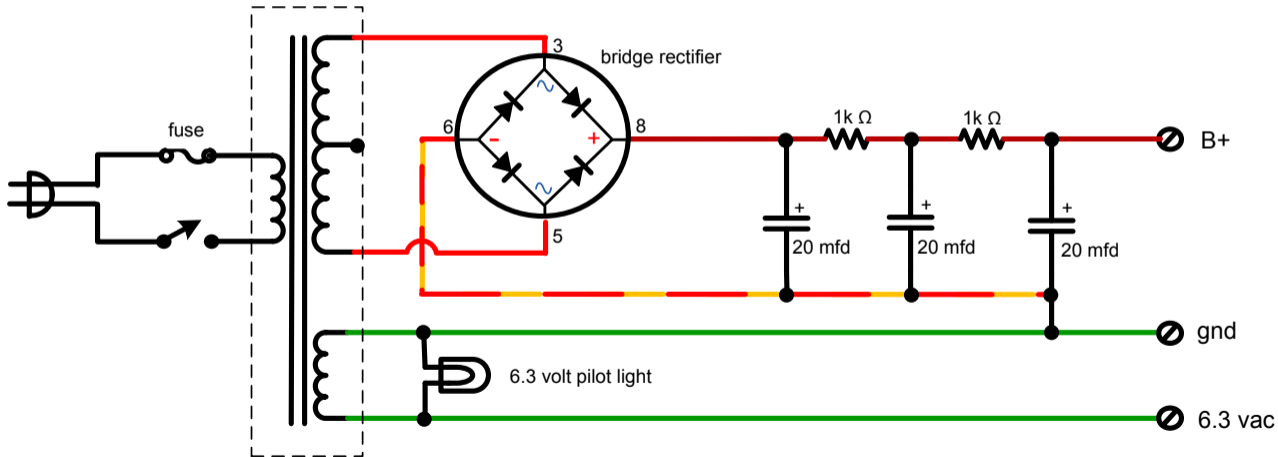 3
bridge rectifier
fuse
6
-
+
8
1k Ω
1k Ω
B+
+
20 mfd
+
20 mfd
+
20 mfd
5
gnd
6.3 volt pilot light
6.3 vac